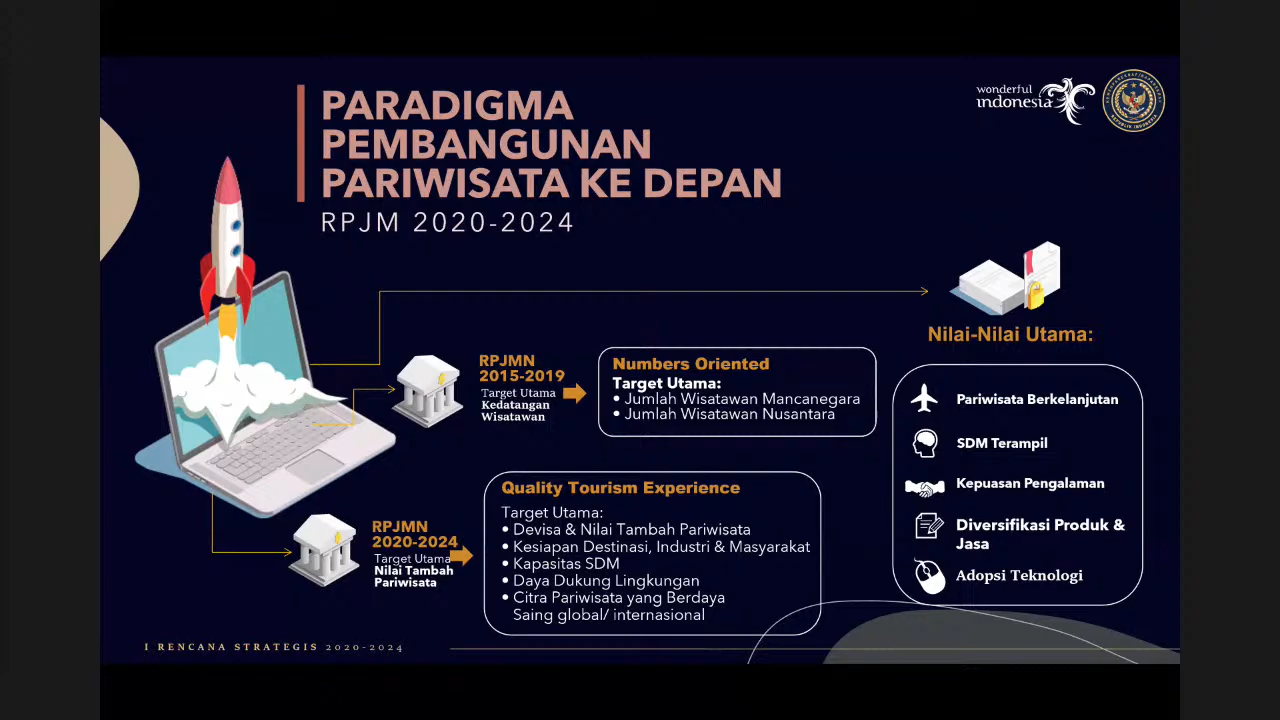 PARADIGMA
PEMBANGUNAN
PARIWISATA KE DEPAN
RPJM 2020-2024
wonderful
indonesia
REPUBLIK INDONESIA
Nilai-Nilai Utama:
Pariwisata Berkelanjutan
SDM Terampil
Kepuasan Pengalaman
Diversifikasi Produk &
Jasa
Adopsi Teknologi
RPJMN
2015-2019
Target Utama
Kedatangan
Wisatawan
Numbers Oriented
Target Utama:
• Jumlah Wisatawan Mancanegara
• Jumlah Wisatawan Nusantara
RPJMN
2020-2024
Target Utama
Nilai Tambah
Pariwisata
Quality Tourism Experience
Target Utama:
• Devisa & Nilai Tambah Pariwisata
• Kesiapan Destinasi, Industri & Masyarakat
• Kapasitas SDM
• Daya Dukung Lingkungan
• Citra Pariwisata yang Berdaya
Saing global/ internasional
I RENCANA STRATEGIS 2020-2024